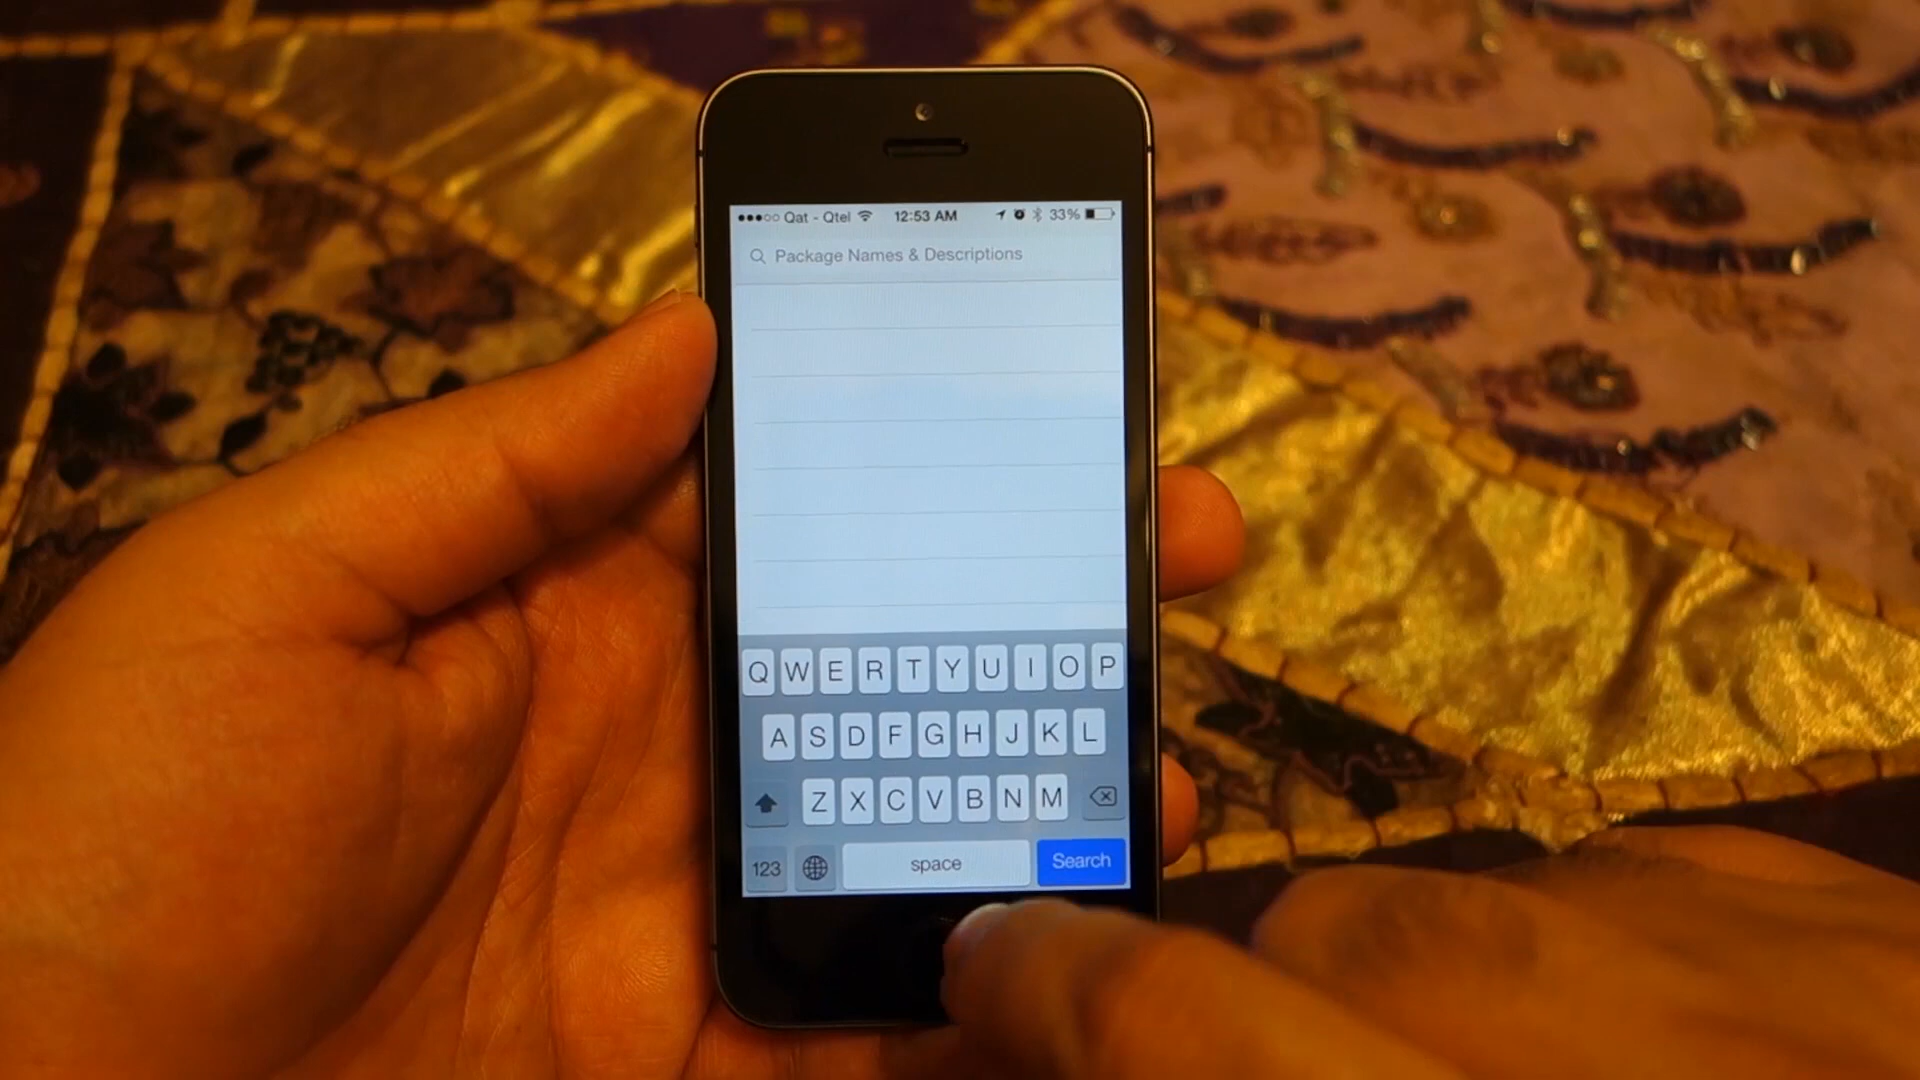 Qat - Qtel 12:53 AM 33%
Package Names & Descriptions
Q W E R T Y U I O P
A S D F G H J K L
Z X C V B N M
123 space Search